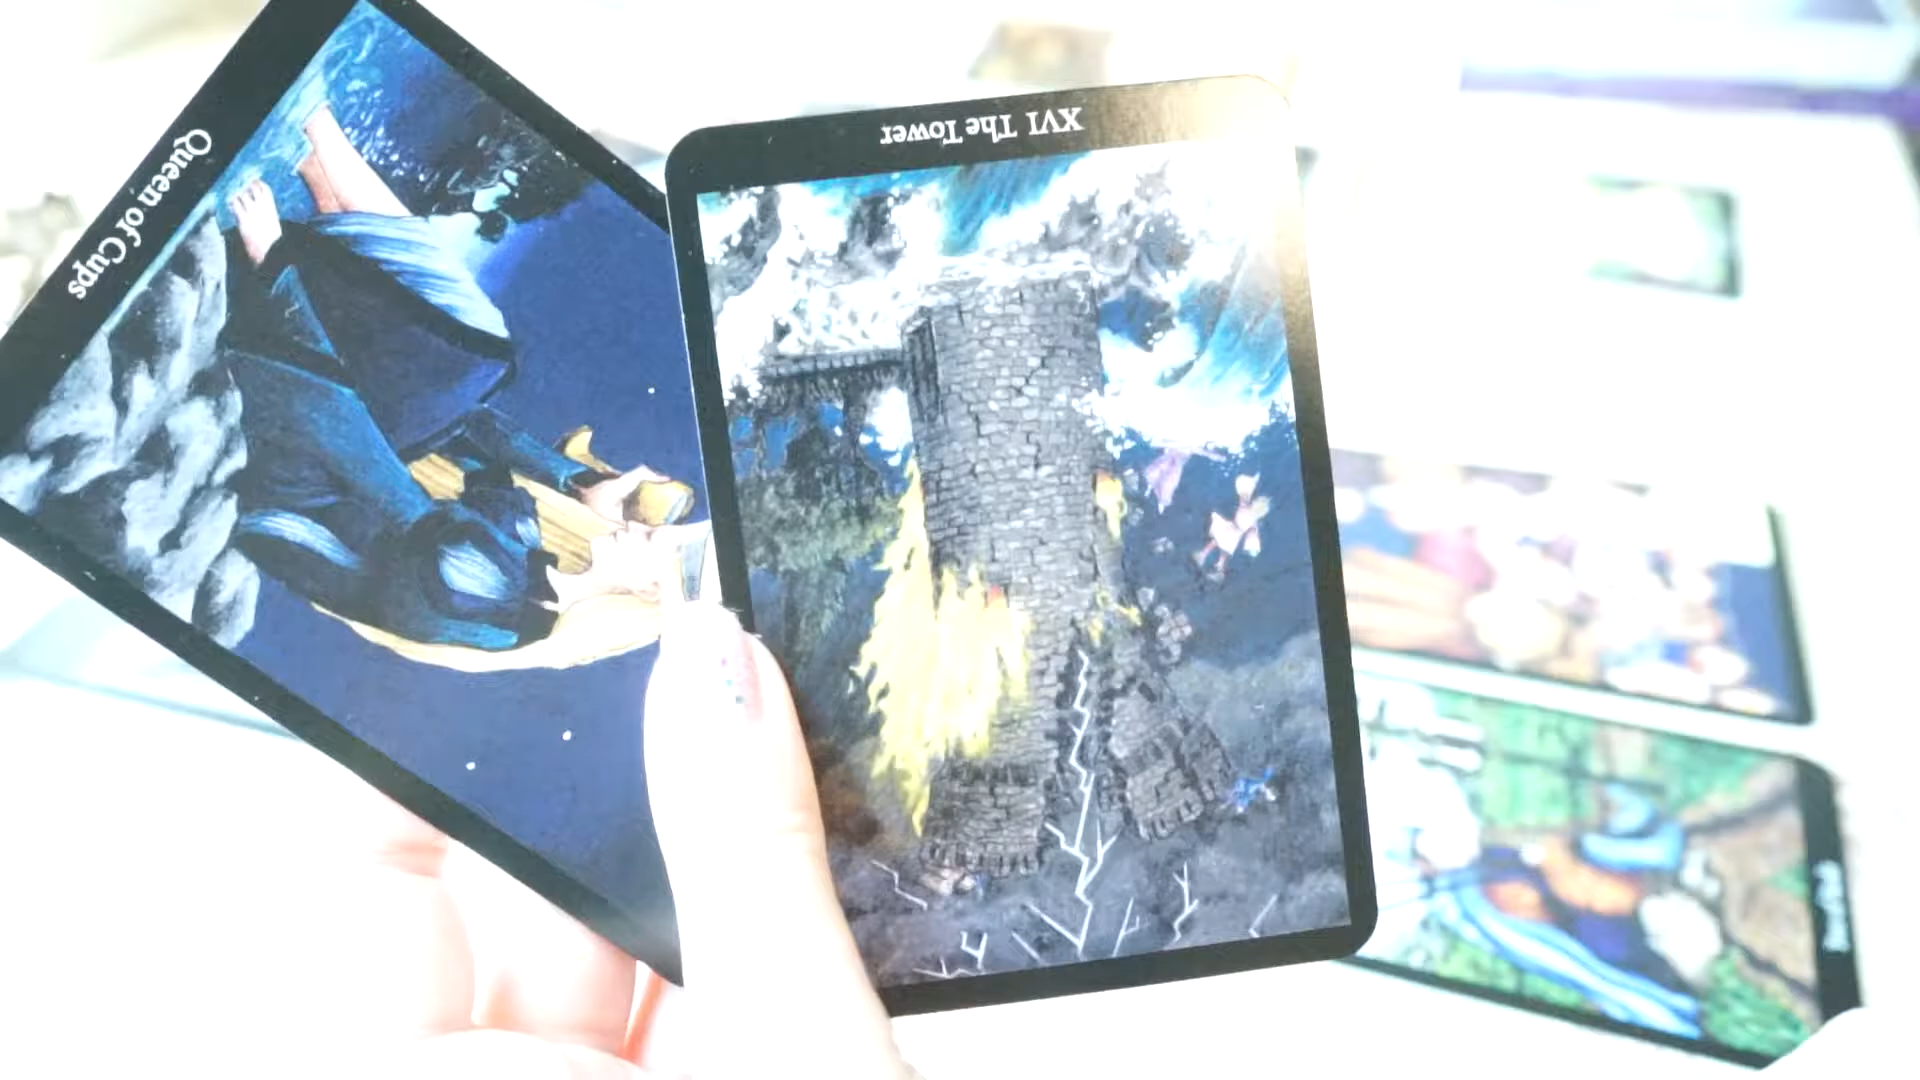 Queen of Cups
XVI The Tower